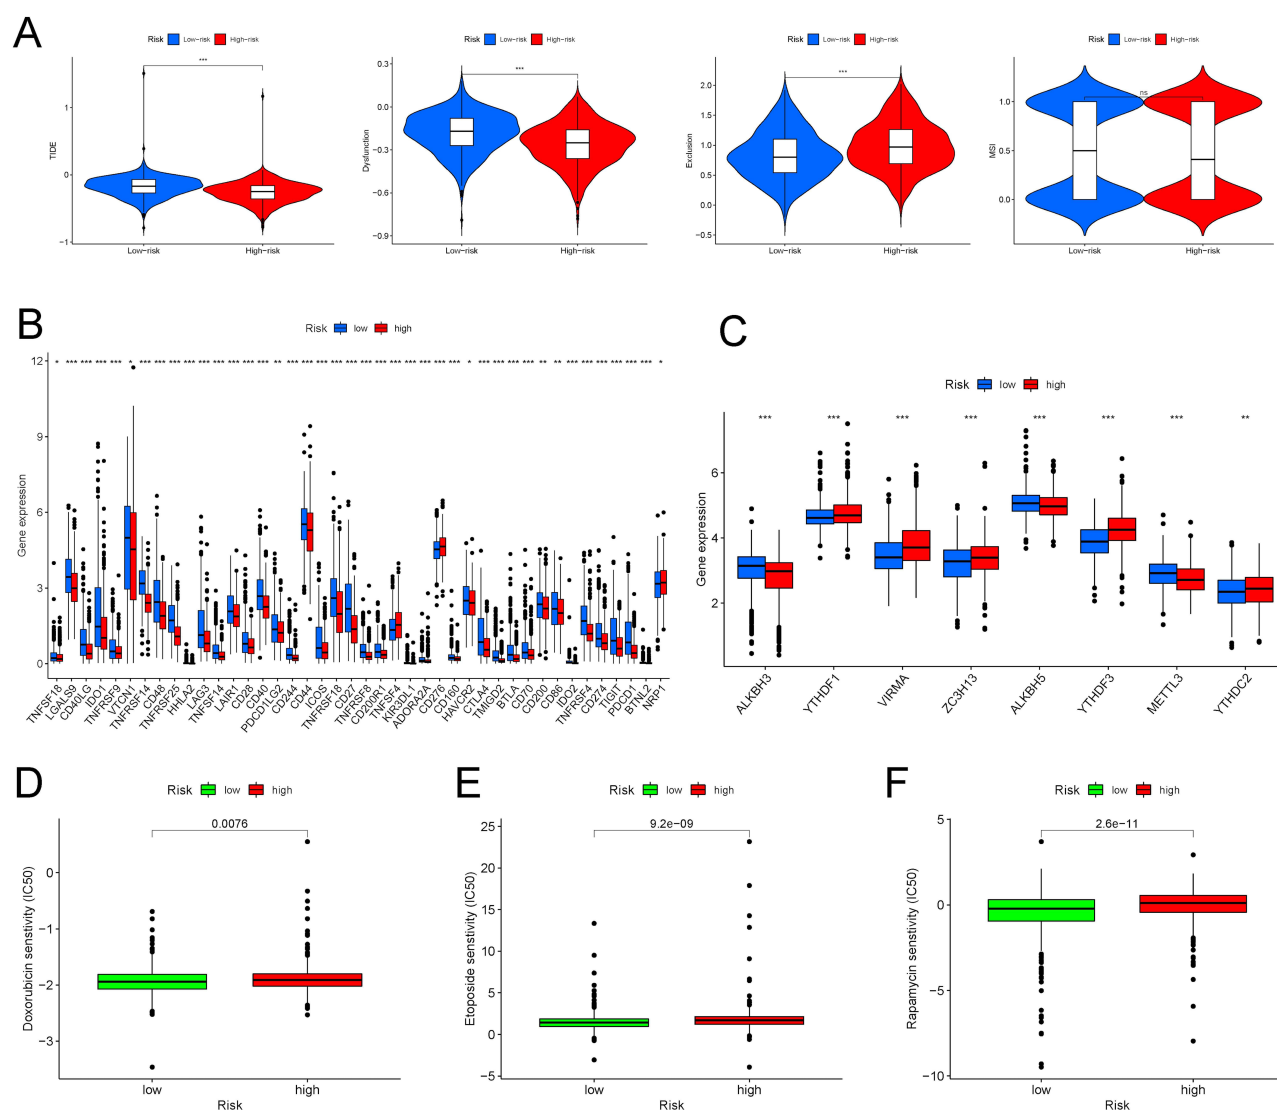 A
Risk Low-risk High-risk
Risk Low-risk High-risk
Risk Low-risk High-risk
Risk Low-risk High-risk
***
***
***
ns
TIDE
1
0
−1
Low-risk High-risk
Dysfunction
0.3
0.0
−0.3
−0.6
−0.9
Low-risk High-risk
Exclusion
2.0
1.5
1.0
0.5
0.0
−0.5
Low-risk High-risk
MSI
1.0
0.5
0.0
Low-risk High-risk
B
Risk low high
* *** *** *** *** * *** *** *** *** *** *** *** *** *** ** *** *** *** *** *** *** *** *** *** *** *** *** * *** *** *** *** ** ** *** *** *** *** *** *** *
Gene expression
12
9
6
3
0
TNFSF18
LGALS9
CD40LG
IDO1
TNFRSF9
VTCN1
TNFRSF14
CD48
TNFRSF25
HHLA2
LAG3
TNFSF14
LAIR1
CD28
CD40
PDCD1LG2
CD244
CD44
ICOS
TNFRSF18
CD27
TNFRSF8
CD200R1
TNFSF4
KIR3DL1
ADORA2A
CD276
CD160
HAVCR2
CTLA4
TMIGD2
BTLA
CD70
CD200
CD86
IDO2
TNFRSF4
CD274
TIGIT
PDCD1
BTNL2
NRP1
C
Risk low high
*** *** *** *** *** *** *** **
Gene expression
6
4
2
ALKBH3
YTHDF1
VIRMA
ZC3H13
ALKBH5
YTHDF3
METTL3
YTHDC2
D
Risk low high
0.0076
Doxorubicin senstivity (IC50)
0
−1
−2
−3
low high
Risk
E
Risk low high
9.2e−09
Etoposide senstivity (IC50)
25
20
15
10
5
0
−5
low high
Risk
F
Risk low high
2.6e−11
Rapamycin senstivity (IC50)
5
0
−5
−10
low high
Risk